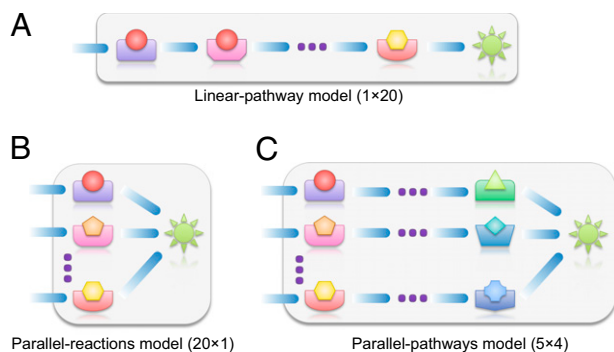 A
Linear-pathway model (1×20)
B
C
Parallel-reactions model (20×1)
Parallel-pathways model (5×4)